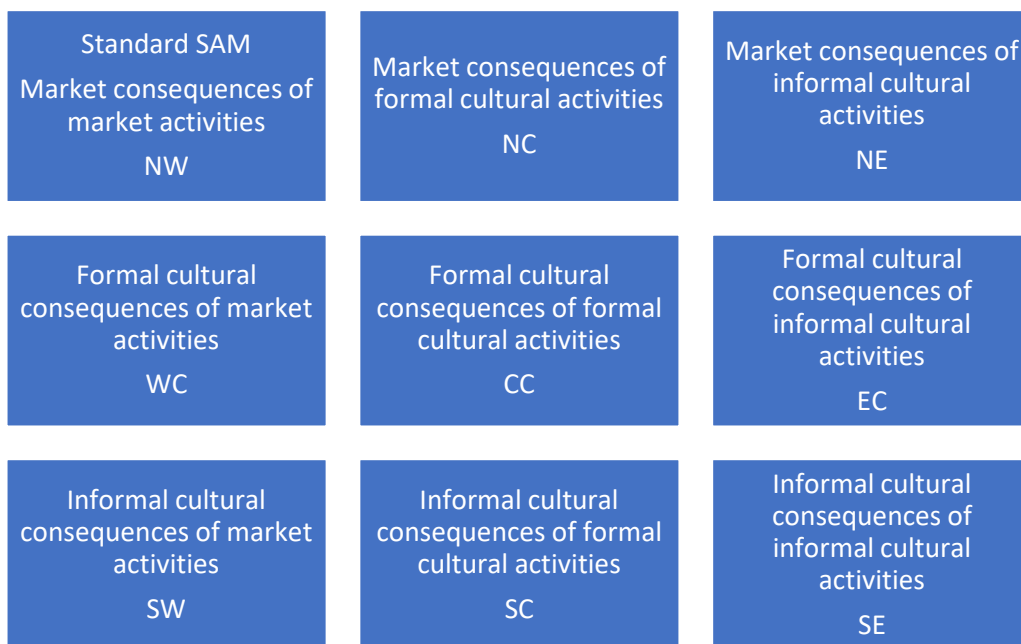 Standard SAM
Market consequences of
market activities
NW
Market consequences of
formal cultural activities
NC
Market consequences of
informal cultural
activities
NE
Formal cultural
consequences of market
activities
WC
Formal cultural
consequences of formal
cultural activities
CC
Formal cultural
consequences of
informal cultural
activities
EC
Informal cultural
consequences of market
activities
SW
Informal cultural
consequences of formal
cultural activities
SC
Informal cultural
consequences of
informal cultural
activities
SE